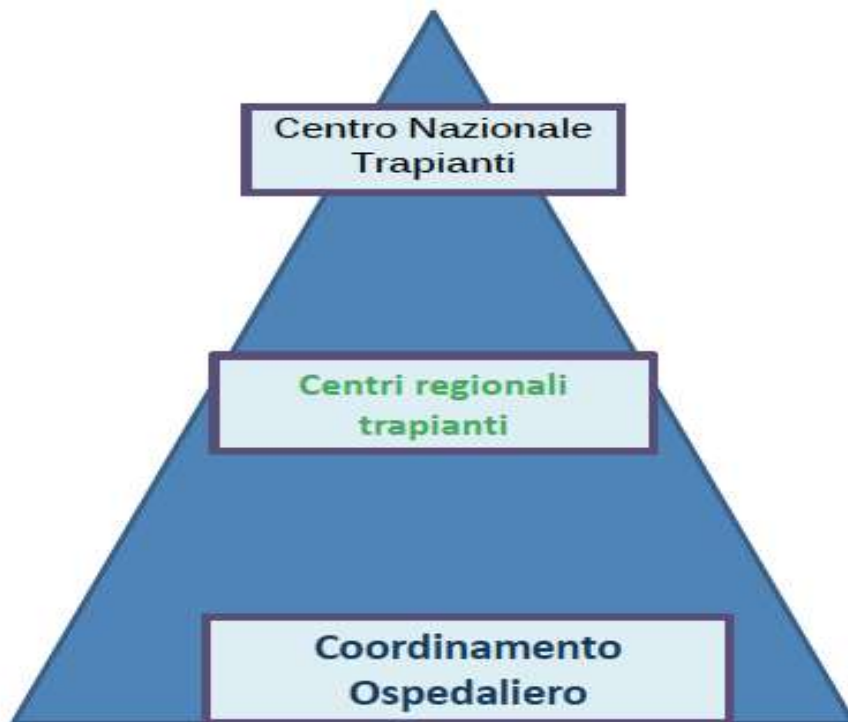 Centro Nazionale
Trapianti
Centri regionali
trapianti
Coordinamento
Ospedaliero